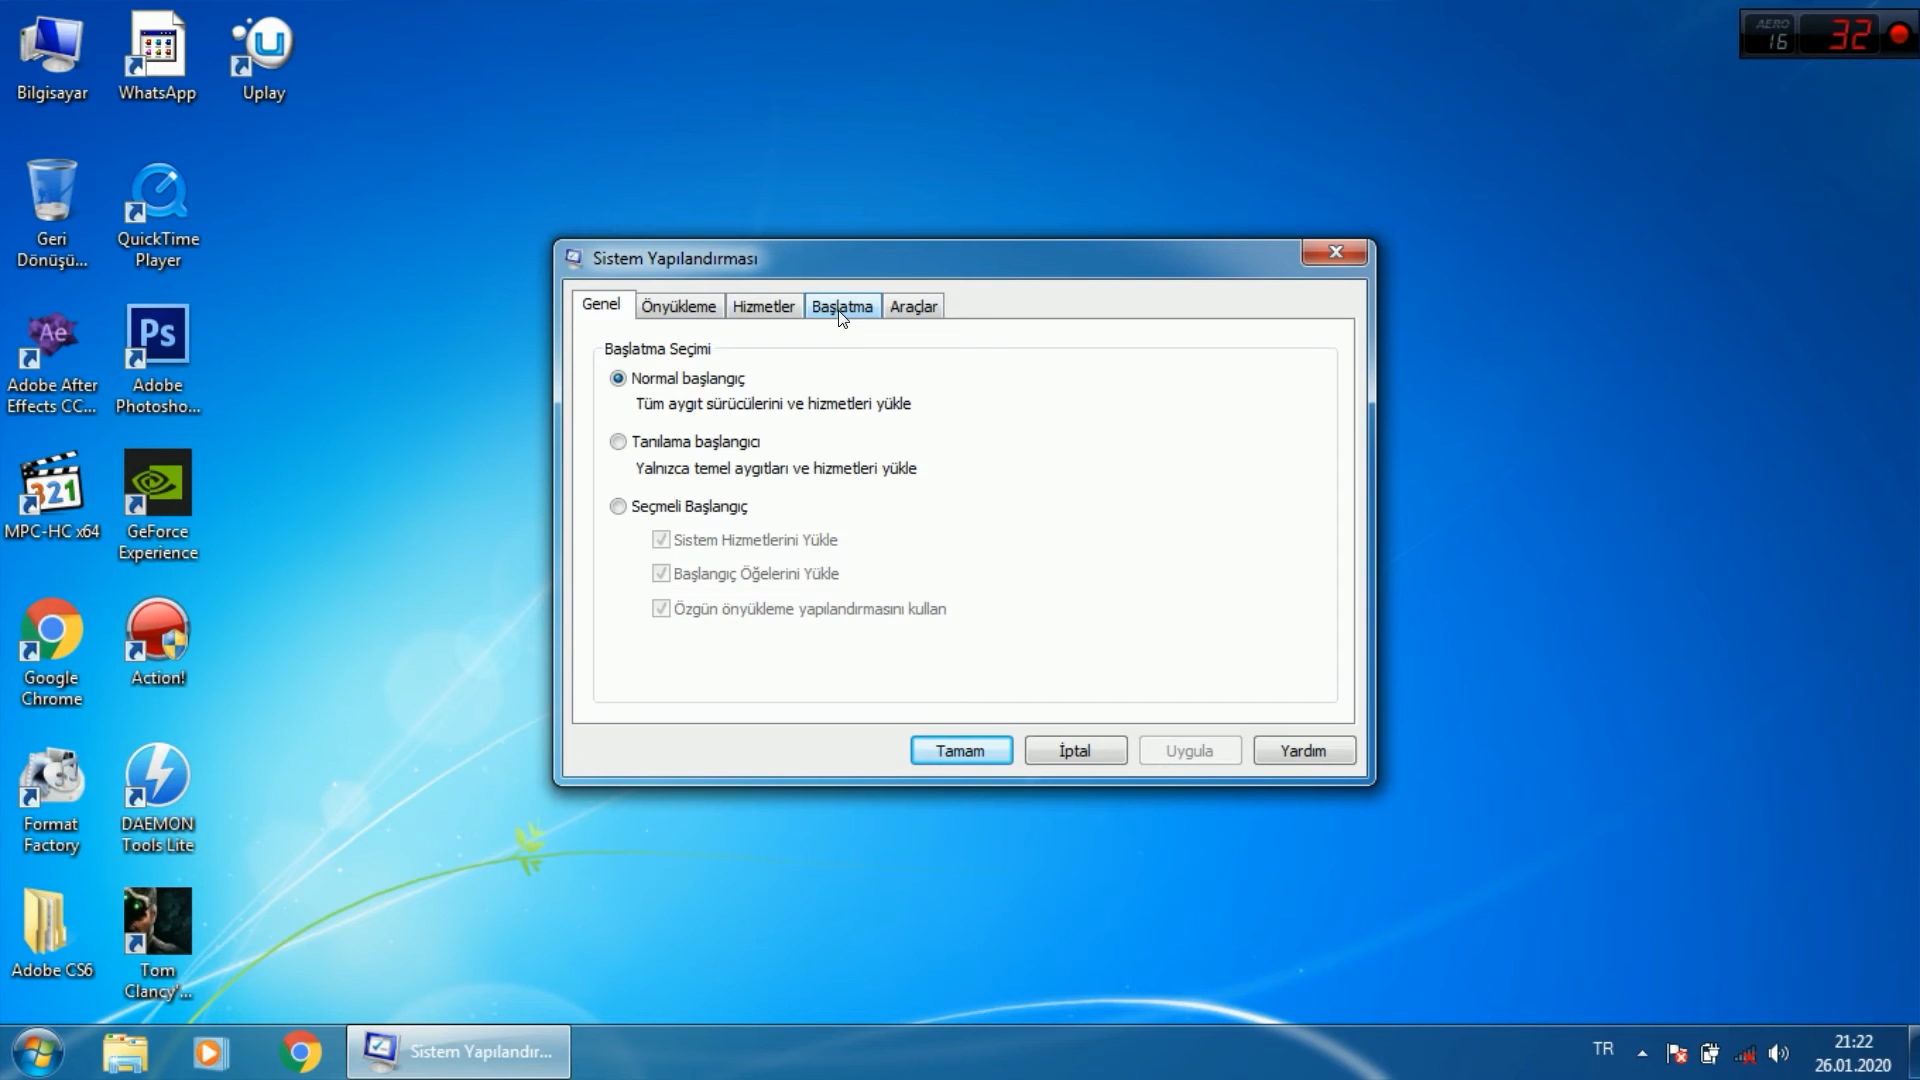 Bilgisayar
WhatsApp
Uplay
AERO
16
32
Geri
Dönüşü...
QuickTime
Player
Ae
Adobe After
Effects CC...
Ps
Adobe
Photosho...
321
MPC-HC x64
GeForce
Experience
Google
Chrome
Action!
Format
Factory
DAEMON
Tools Lite
Adobe CS6
Tom
Clancy'...
Sistem Yapılandırması
Genel
Önyükleme
Hizmetler
Başlatma
Araçlar
Başlatma Seçimi
Normal başlangıç
Tüm aygıt sürücülerini ve hizmetleri yükle
Tanılama başlangıcı
Yalnızca temel aygıtları ve hizmetleri yükle
Seçmeli Başlangıç
Sistem Hizmetlerini Yükle
Başlangıç Öğelerini Yükle
Özgün önyükleme yapılandırmasını kullan
Tamam
İptal
Uygula
Yardım
Sistem Yapılandır...
TR
21:22
26.01.2020